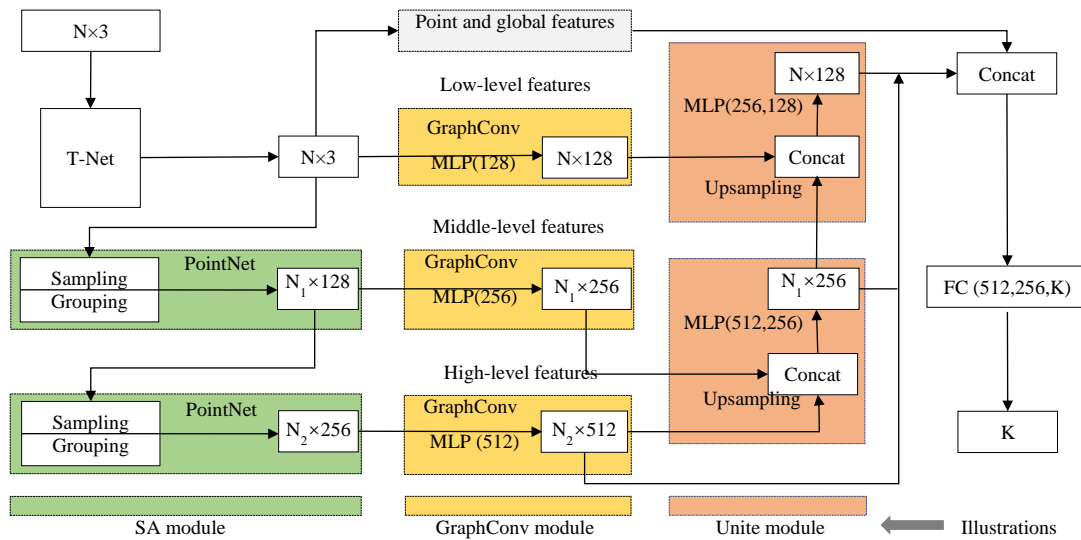 N×3
Point and global features
T-Net
N×3
Low-level features
GraphConv
MLP(128)
N×128
N×128
MLP(256,128)
Concat
Upsampling
Concat
Sampling
Grouping
PointNet
N₁×128
Middle-level features
GraphConv
MLP(256)
N₁×256
N₁×256
MLP(512,256)
Concat
Upsampling
FC (512,256,K)
Sampling
Grouping
PointNet
N₂×256
High-level features
GraphConv
MLP (512)
N₂×512
K
SA module
GraphConv module
Unite module
Illustrations